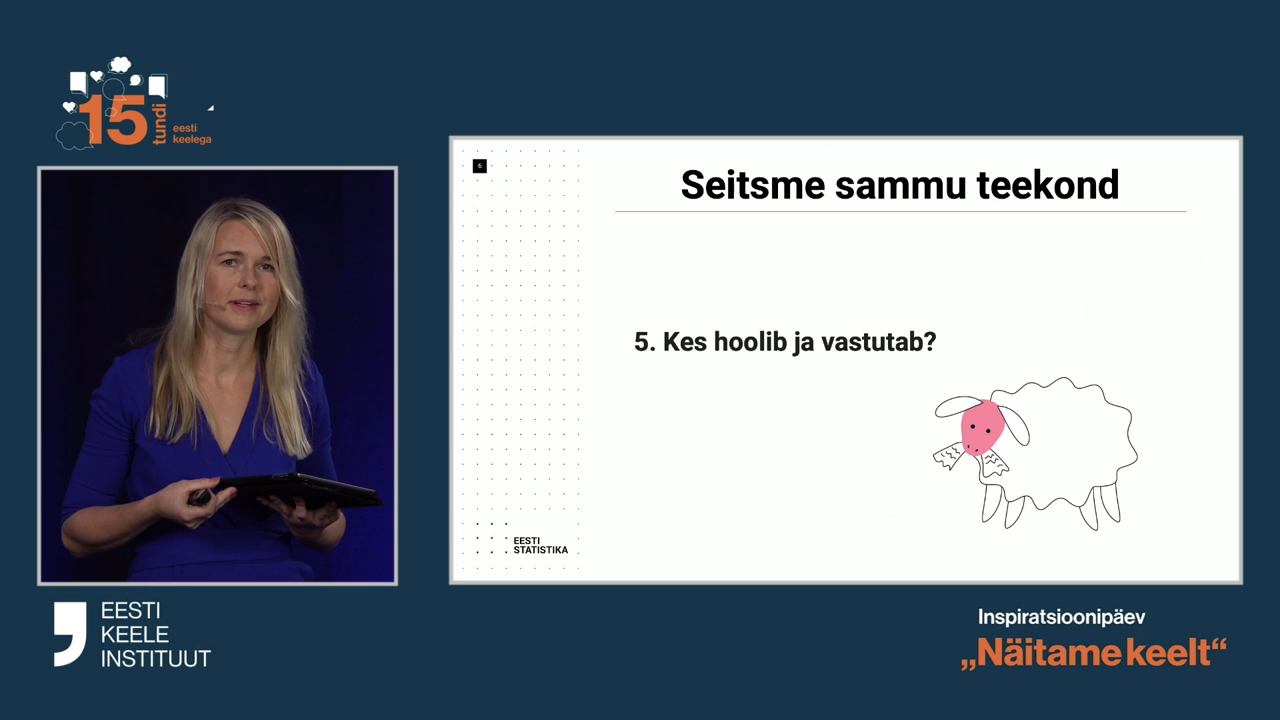 15
tundi
eesti
keelega
6
Seitsme sammu teekond
5. Kes hoolib ja vastutab?
EESTI
STATISTIKA
EESTI
KEELE
INSTITUUT
Inspiratsioonipäev
„Näitame keelt“